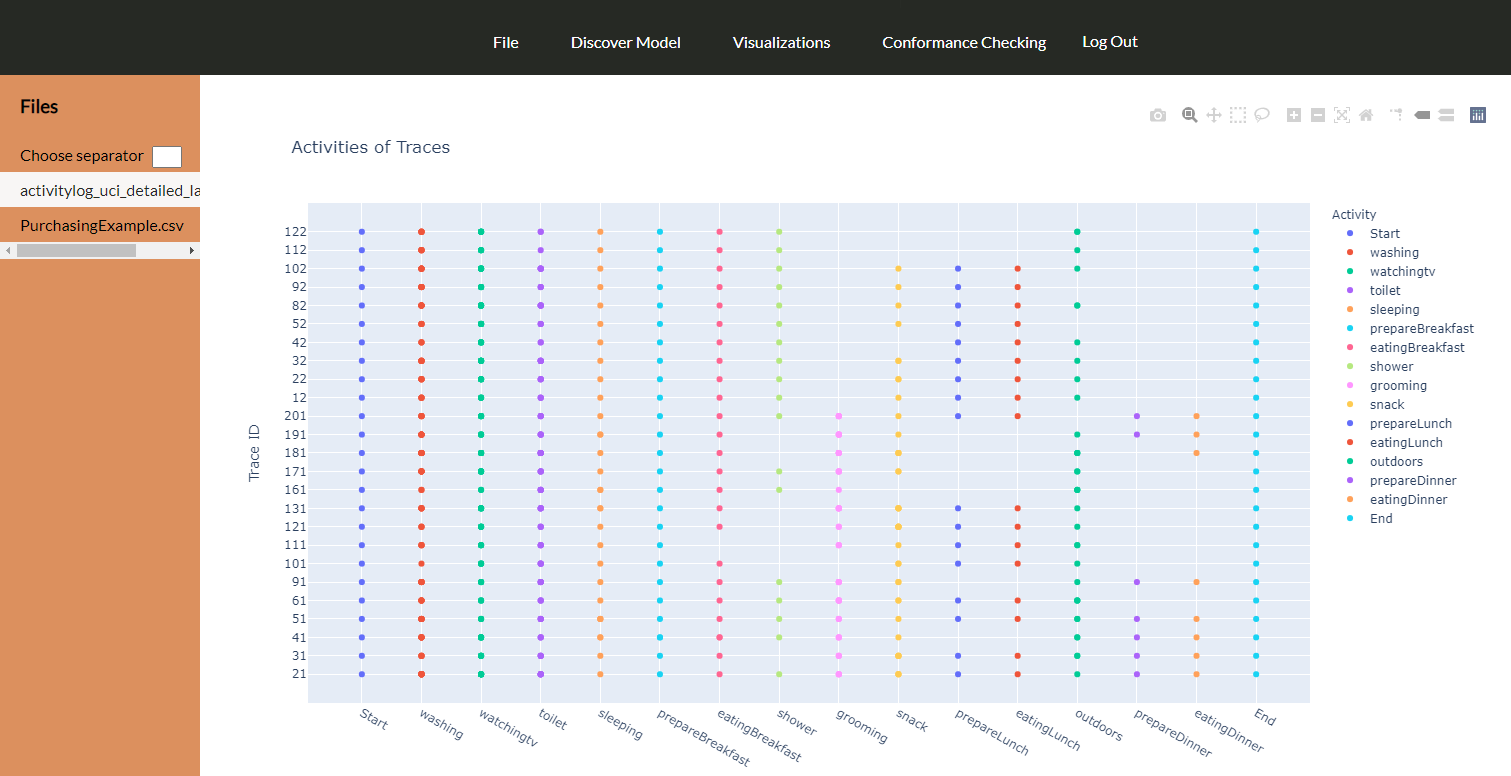 File Discover Model Visualizations Conformance Checking Log Out
Files
Choose separator
activitylog_uci_detailed_la
PurchasingExample.csv
Activities of Traces
Trace ID
122
112
102
92
82
52
42
32
22
12
201
191
181
171
161
131
121
111
101
91
61
51
41
31
21
Start washing watchingtv toilet sleeping prepareBreakfast eatingBreakfast shower grooming snack prepareLunch eatingLunch outdoors prepareDinner eatingDinner End
Activity
Start
washing
watchingtv
toilet
sleeping
prepareBreakfast
eatingBreakfast
shower
grooming
snack
prepareLunch
eatingLunch
outdoors
prepareDinner
eatingDinner
End